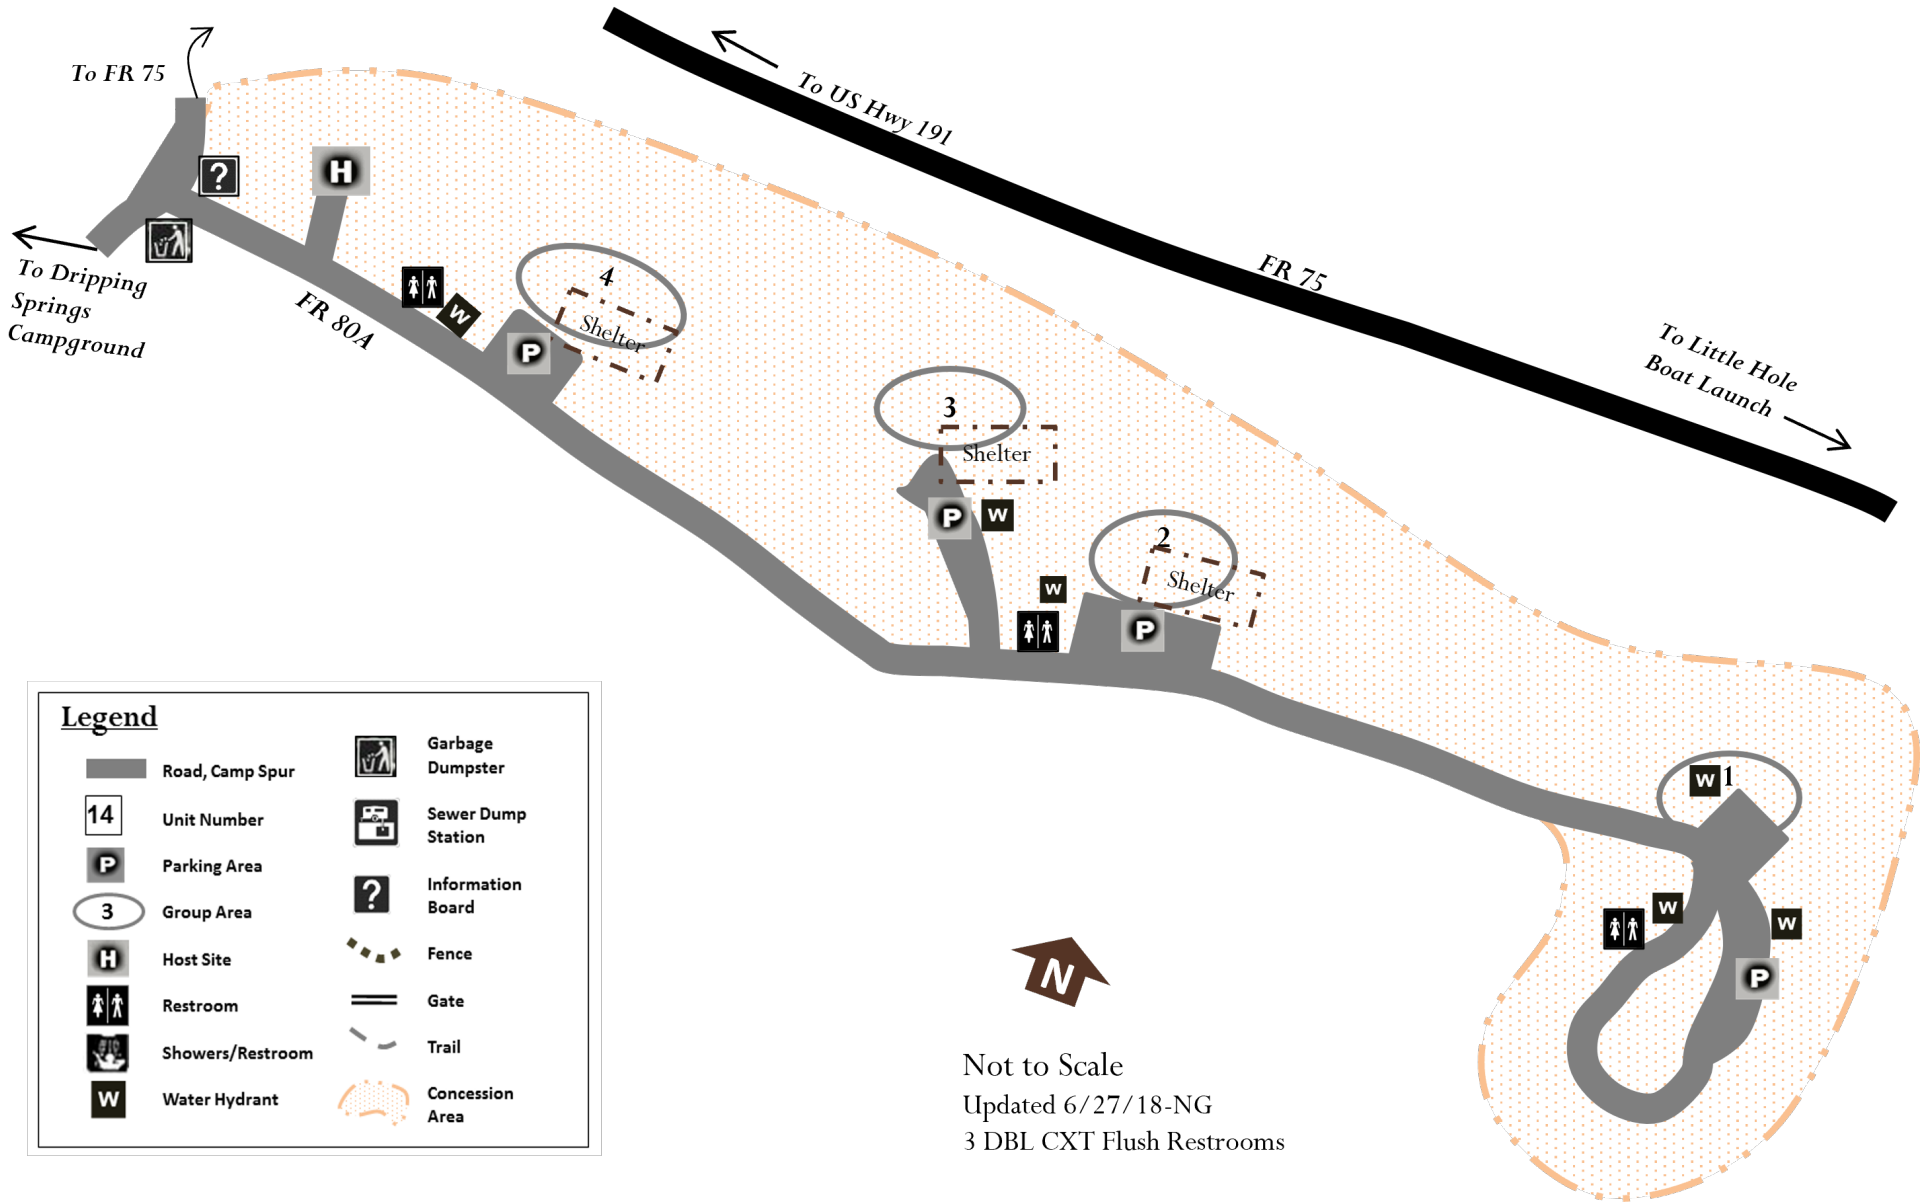 To FR 75
To US Hwy 191
?
H
To Dripping
Springs
Campground
FR 80A
W
P
4
Shelter
FR 75
To Little Hole
Boat Launch
3
Shelter
P
W
2
Shelter
W
P
W
1
W
W
P
Legend
Road, Camp Spur
14
Unit Number
P
Parking Area
3
Group Area
H
Host Site
Restroom
Showers/Restroom
W
Water Hydrant
Garbage
Dumpster
Sewer Dump
Station
?
Information
Board
Fence
Gate
Trail
Concession
Area
N
Not to Scale
Updated 6/27/18-NG
3 DBL CXT Flush Restrooms